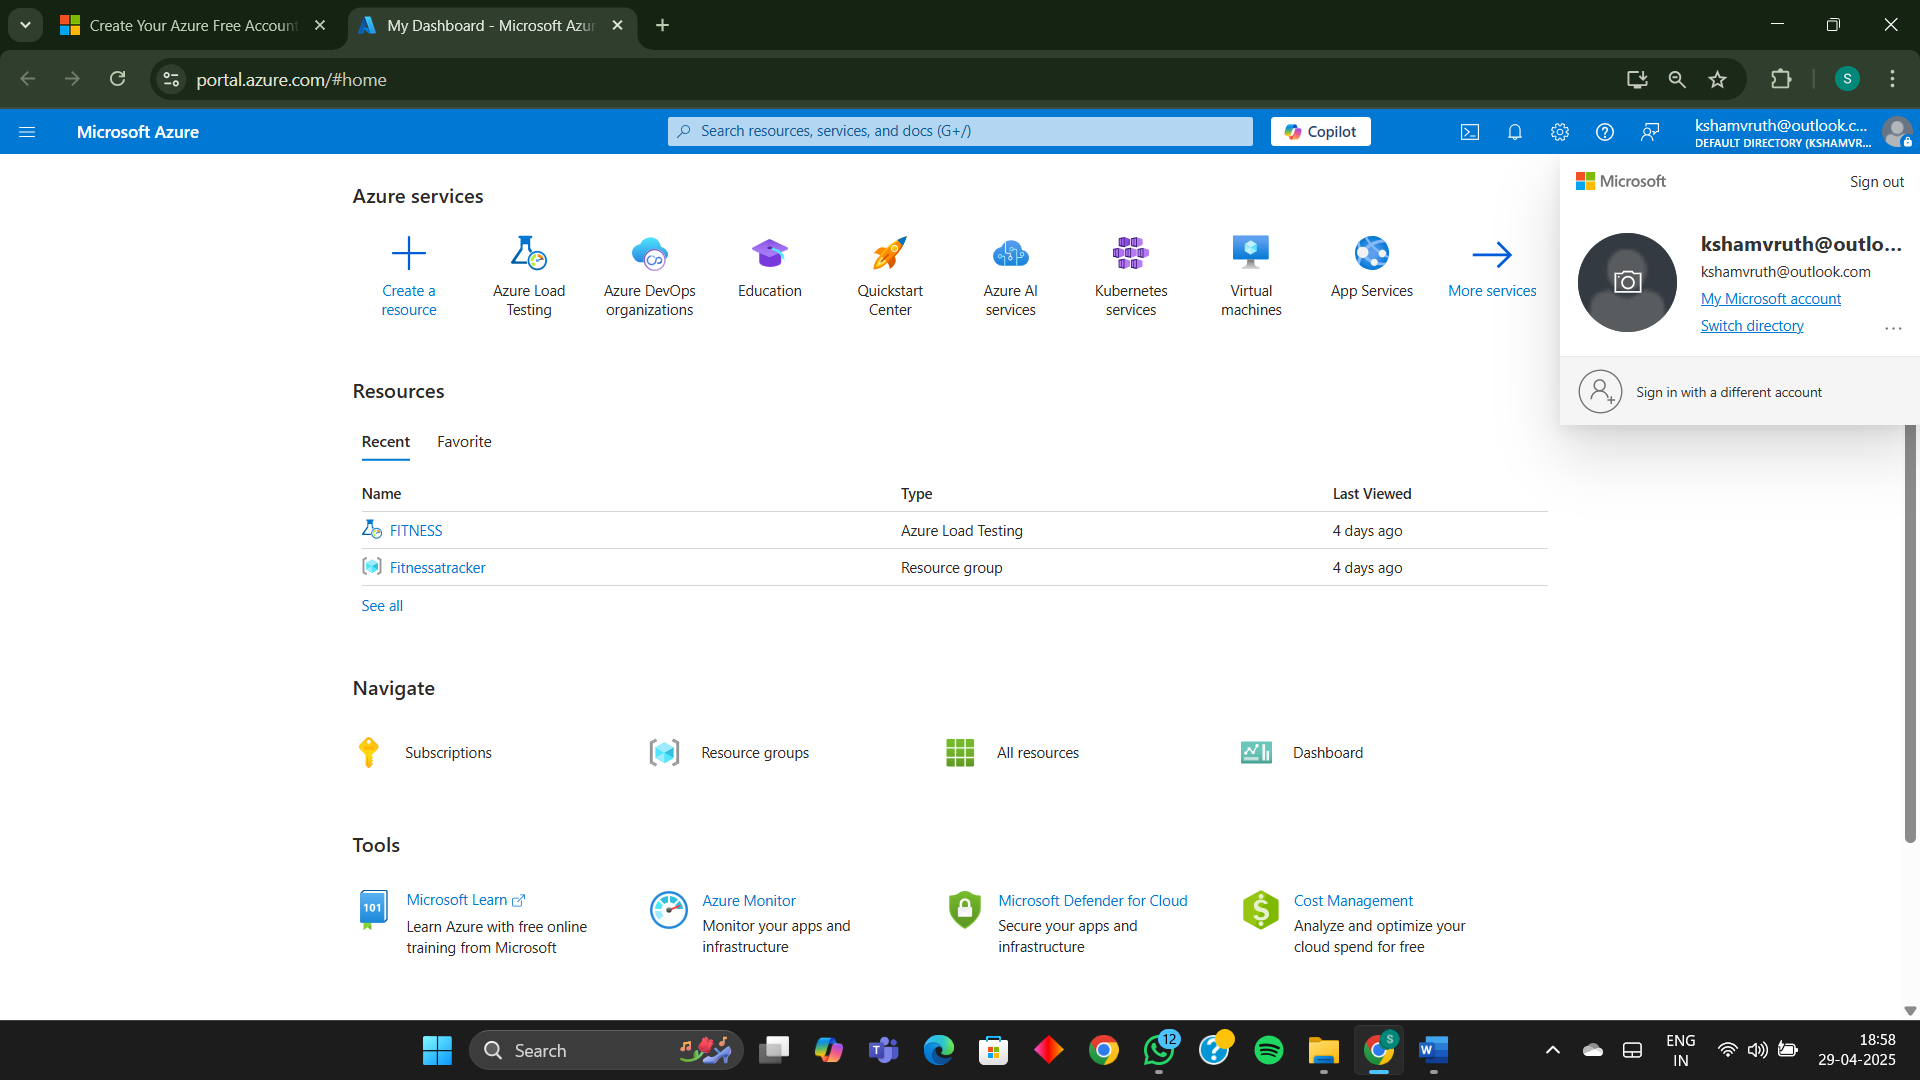 Create Your Azure Free Account
My Dashboard - Microsoft Azur
portal.azure.com/#home
S
Microsoft Azure
Search resources, services, and docs (G+/)
Copilot
kshamvruth@outlook.c...
DEFAULT DIRECTORY (KSHAMVR...
Microsoft
Sign out
kshamvruth@outlo...
kshamvruth@outlook.com
My Microsoft account
Switch directory
...
Sign in with a different account
Azure services
Create a
resource
Azure Load
Testing
Azure DevOps
organizations
Education
Quickstart
Center
Azure AI
services
Kubernetes
services
Virtual
machines
App Services
More services
Resources
Recent
Favorite
Name
Type
Last Viewed
FITNESS
Azure Load Testing
4 days ago
Fitnessatracker
Resource group
4 days ago
See all
Navigate
Subscriptions
Resource groups
All resources
Dashboard
Tools
101
Microsoft Learn
Learn Azure with free online
training from Microsoft
Azure Monitor
Monitor your apps and
infrastructure
Microsoft Defender for Cloud
Secure your apps and
infrastructure
Cost Management
Analyze and optimize your
cloud spend for free
Search
12
S
W
ENG
IN
18:58
29-04-2025